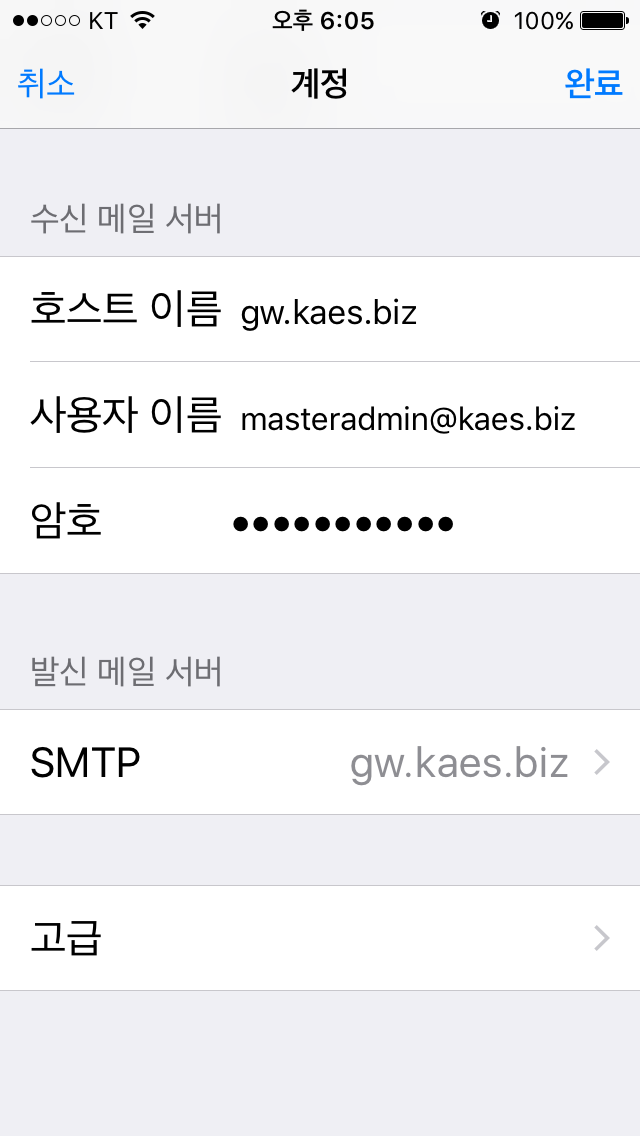 KT 오후 6:05 100%
취소 계정 완료
수신 메일 서버
호스트 이름 gw.kaes.biz
사용자 이름 masteradmin@kaes.biz
암호 •••••••••••
발신 메일 서버
SMTP gw.kaes.biz
고급